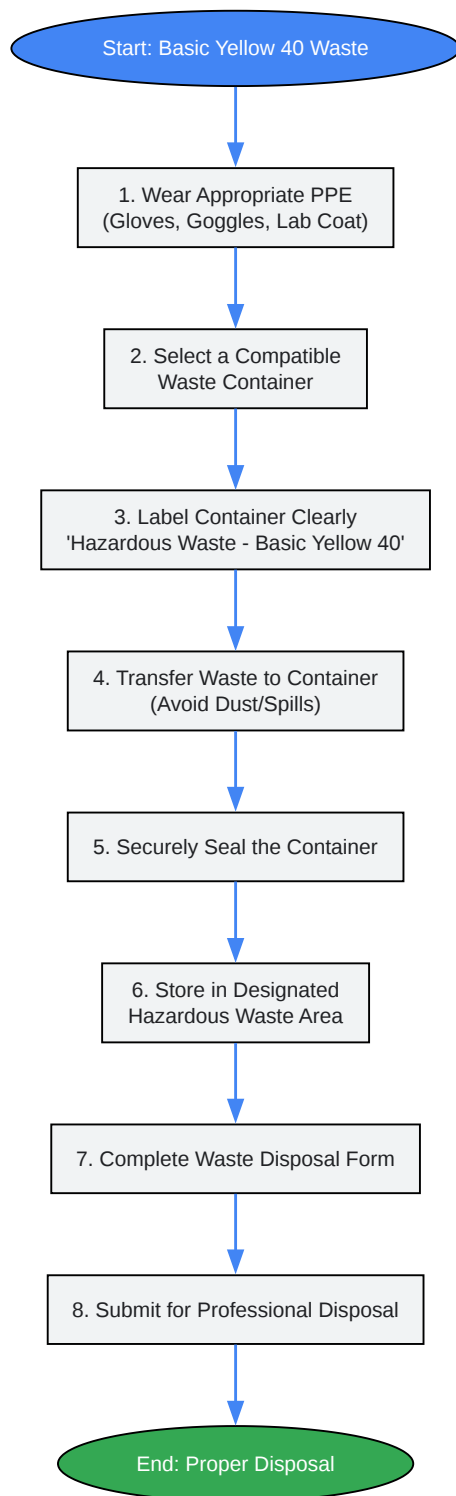 Start: Basic Yellow 40 Waste
1. Wear Appropriate PPE
(Gloves, Goggles, Lab Coat)
2. Select a Compatible
Waste Container
3. Label Container Clearly
'Hazardous Waste - Basic Yellow 40'
4. Transfer Waste to Container
(Avoid Dust/Spills)
5. Securely Seal the Container
6. Store in Designated
Hazardous Waste Area
7. Complete Waste Disposal Form
8. Submit for Professional Disposal
End: Proper Disposal